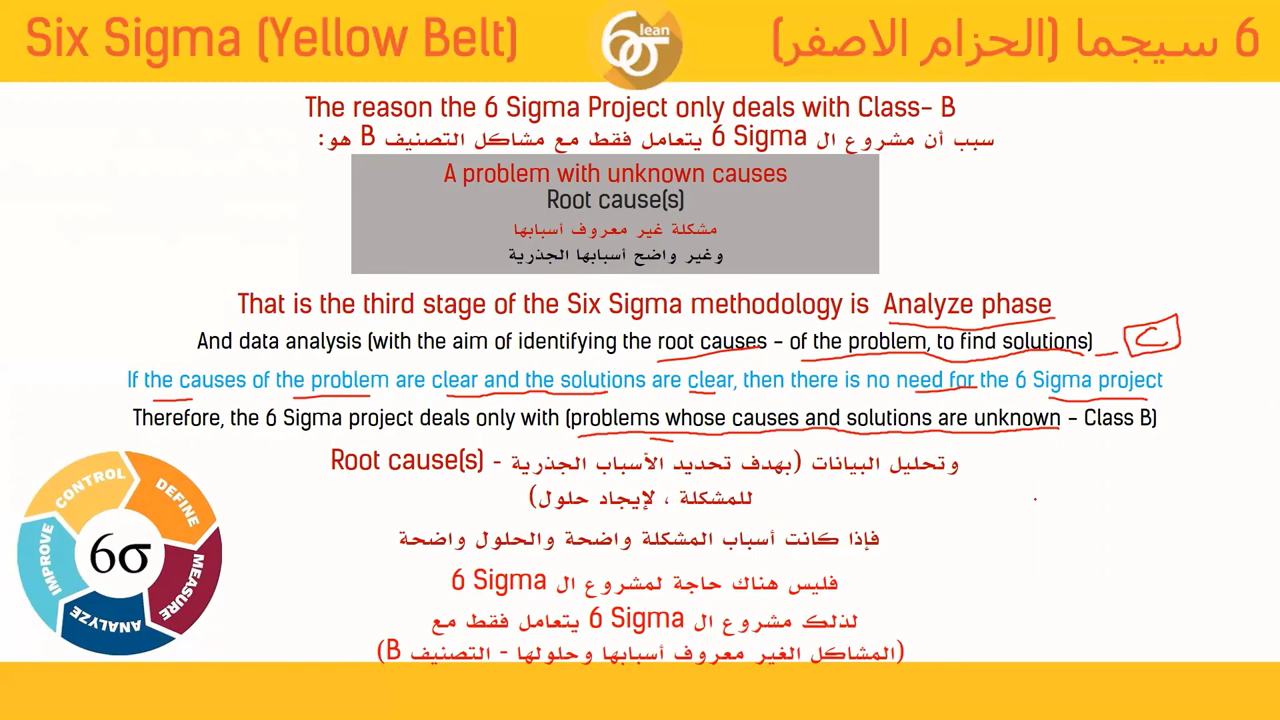 Six Sigma (Yellow Belt)
6σ lean
6 سيجما (الحزام الاصفر)
The reason the 6 Sigma Project only deals with Class- B
سبب أن مشروع ال 6 Sigma يتعامل فقط مع مشاكل التصنيف B هو:
A problem with unknown causes
Root cause(s)
مشكلة غير معروف أسبابها
وغير واضح أسبابها الجذرية
That is the third stage of the Six Sigma methodology is Analyze phase
And data analysis (with the aim of identifying the root causes - of the problem, to find solutions)
C
If the causes of the problem are clear and the solutions are clear, then there is no need for the 6 Sigma project
Therefore, the 6 Sigma project deals only with (problems whose causes and solutions are unknown - Class B)
وتحليل البيانات (بهدف تحديد الأسباب الجذرية - Root cause(s)
للمشكلة ، لإيجاد حلول)
فإذا كانت أسباب المشكلة واضحة والحلول واضحة
فليس هناك حاجة لمشروع ال 6 Sigma
لذلك مشروع ال 6 Sigma يتعامل فقط مع
(المشاكل الغير معروف أسبابها وحلولها - التصنيف B)
CONTROL
DEFINE
MEASURE
ANALYZE
IMPROVE
6σ